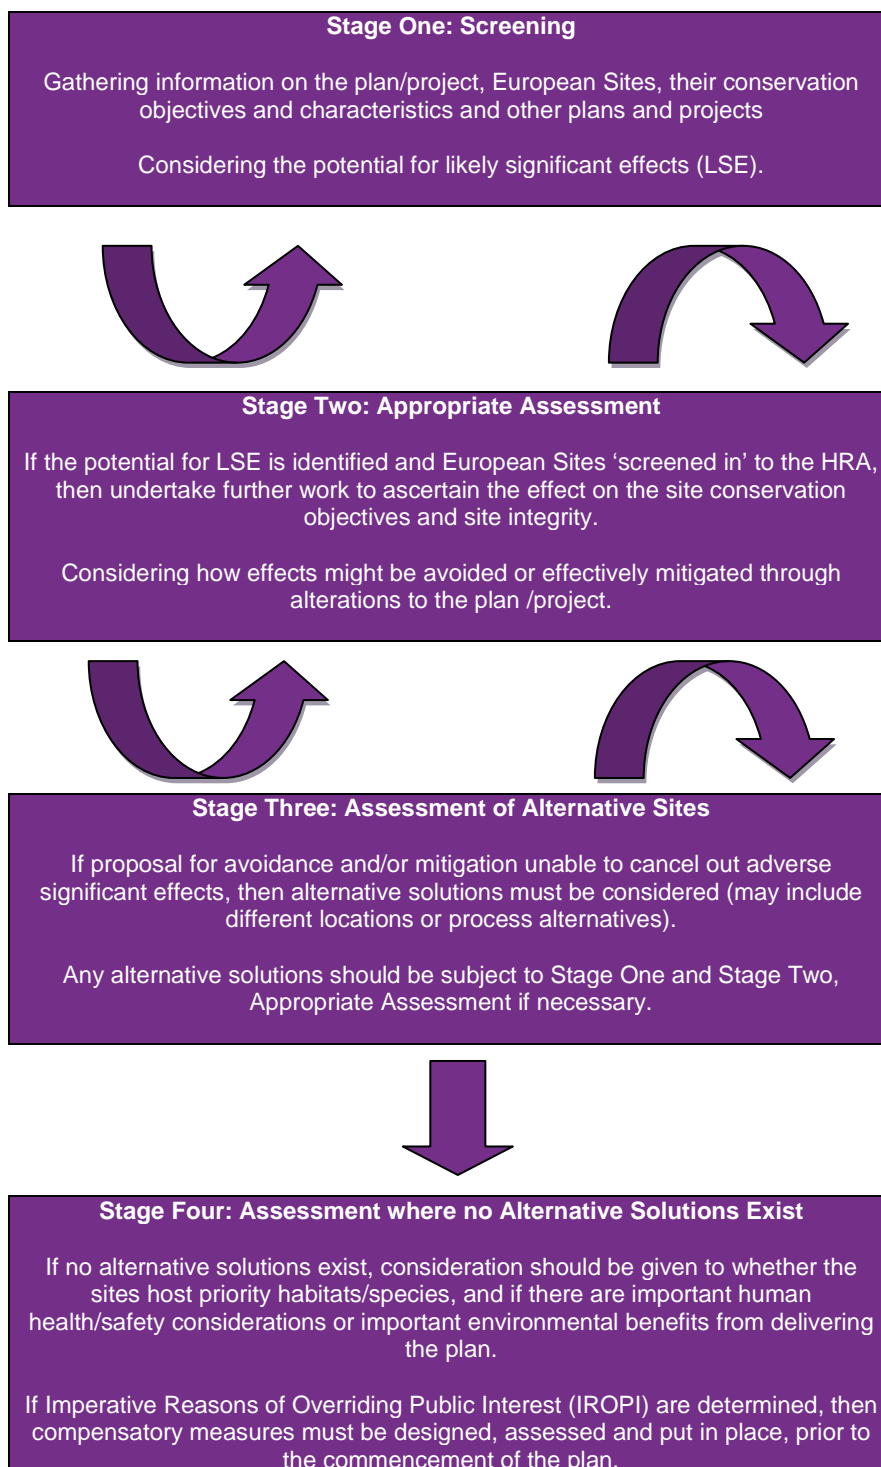 Stage One: Screening
Gathering information on the plan/project, European Sites, their conservation
objectives and characteristics and other plans and projects
Considering the potential for likely significant effects (LSE).
Stage Two: Appropriate Assessment
If the potential for LSE is identified and European Sites ‘screened in’ to the HRA,
then undertake further work to ascertain the effect on the site conservation
objectives and site integrity.
Considering how effects might be avoided or effectively mitigated through
alterations to the plan /project.
Stage Three: Assessment of Alternative Sites
If proposal for avoidance and/or mitigation unable to cancel out adverse
significant effects, then alternative solutions must be considered (may include
different locations or process alternatives).
Any alternative solutions should be subject to Stage One and Stage Two,
Appropriate Assessment if necessary.
Stage Four: Assessment where no Alternative Solutions Exist
If no alternative solutions exist, consideration should be given to whether the
sites host priority habitats/species, and if there are important human
health/safety considerations or important environmental benefits from delivering
the plan.
If Imperative Reasons of Overriding Public Interest (IROPI) are determined, then
compensatory measures must be designed, assessed and put in place, prior to
the commencement of the plan.